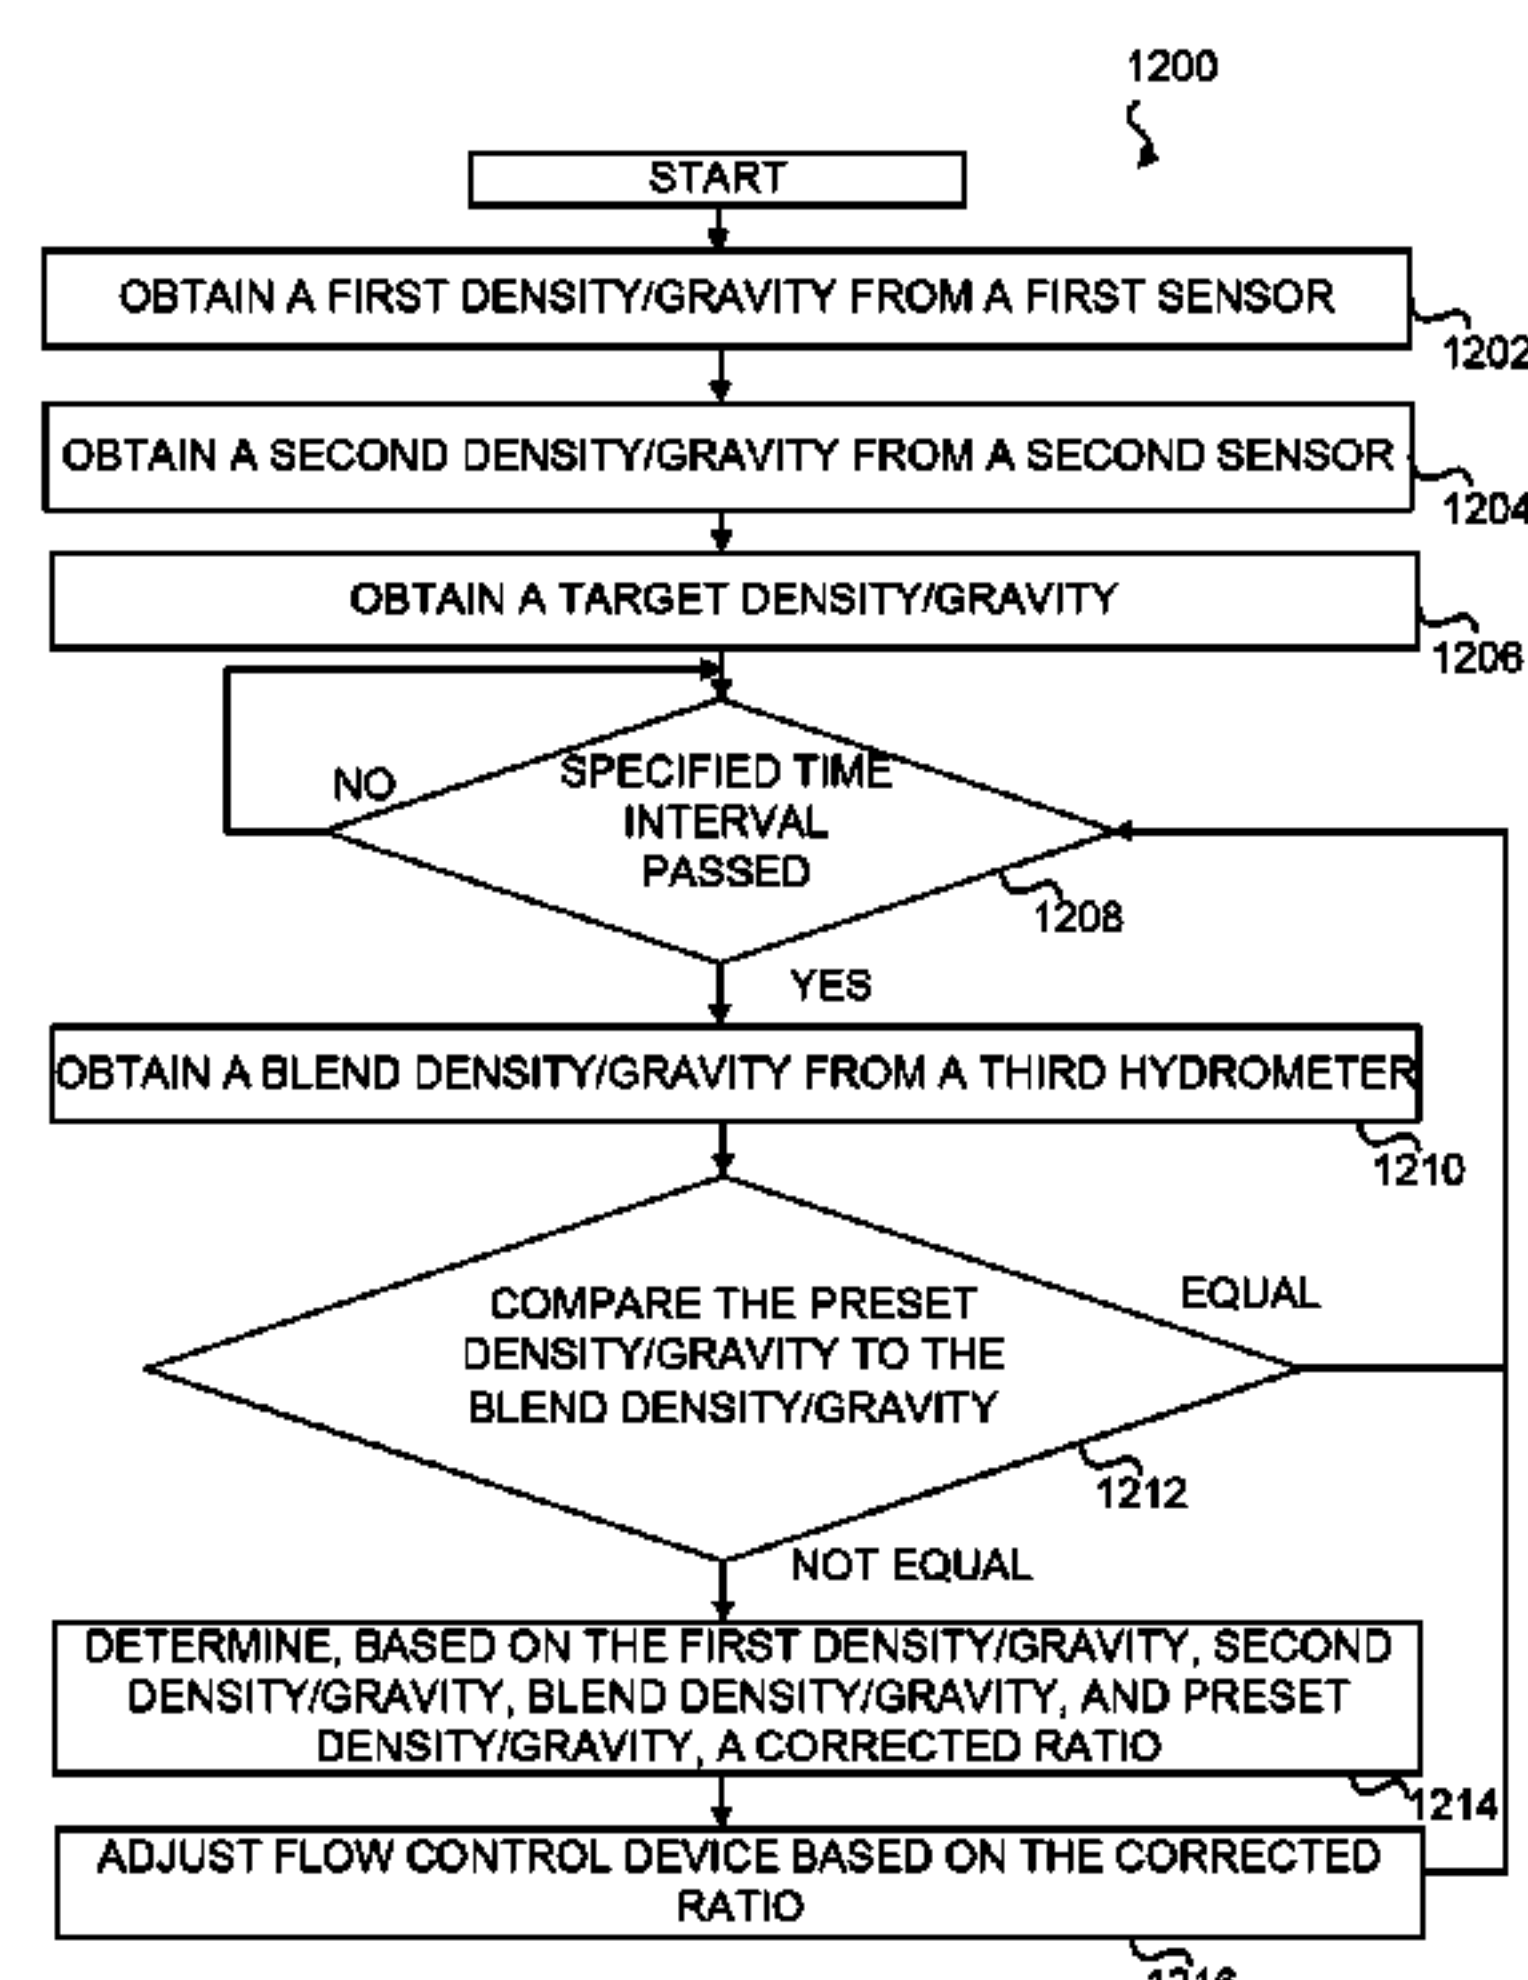 1200
START
OBTAIN A FIRST DENSITY/GRAVITY FROM A FIRST SENSOR
1202
OBTAIN A SECOND DENSITY/GRAVITY FROM A SECOND SENSOR
1204
OBTAIN A TARGET DENSITY/GRAVITY
1206
NO
SPECIFIED TIME
INTERVAL
PASSED
1208
YES
OBTAIN A BLEND DENSITY/GRAVITY FROM A THIRD HYDROMETER
1210
COMPARE THE PRESET
DENSITY/GRAVITY TO THE
BLEND DENSITY/GRAVITY
EQUAL
1212
NOT EQUAL
DETERMINE, BASED ON THE FIRST DENSITY/GRAVITY, SECOND
DENSITY/GRAVITY, BLEND DENSITY/GRAVITY, AND PRESET
DENSITY/GRAVITY, A CORRECTED RATIO
1214
ADJUST FLOW CONTROL DEVICE BASED ON THE CORRECTED
RATIO
1216